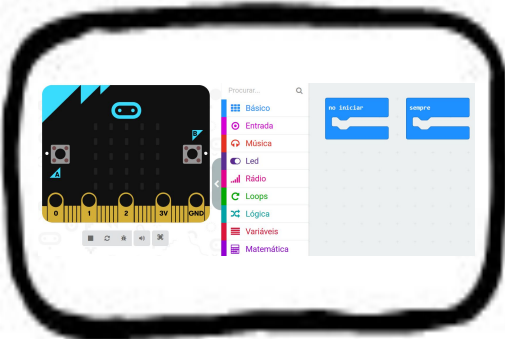 B
A
0 1 2 3V GND
Procurar...
Básico
Entrada
Música
Led
Rádio
Loops
Lógica
Variáveis
Matemática
no iniciar
sempre